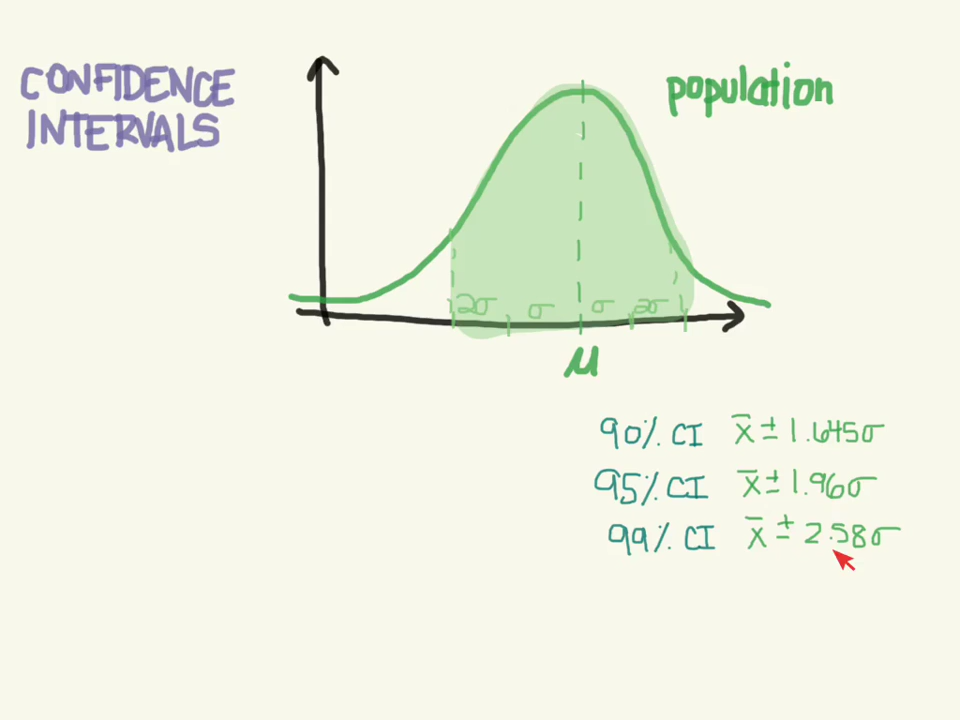 CONFIDENCE
INTERVALS
population
2σ σ σ 2σ
μ
90% CI x̄ ± 1.645σ
95% CI x̄ ± 1.96σ
99% CI x̄ ± 2.58σ